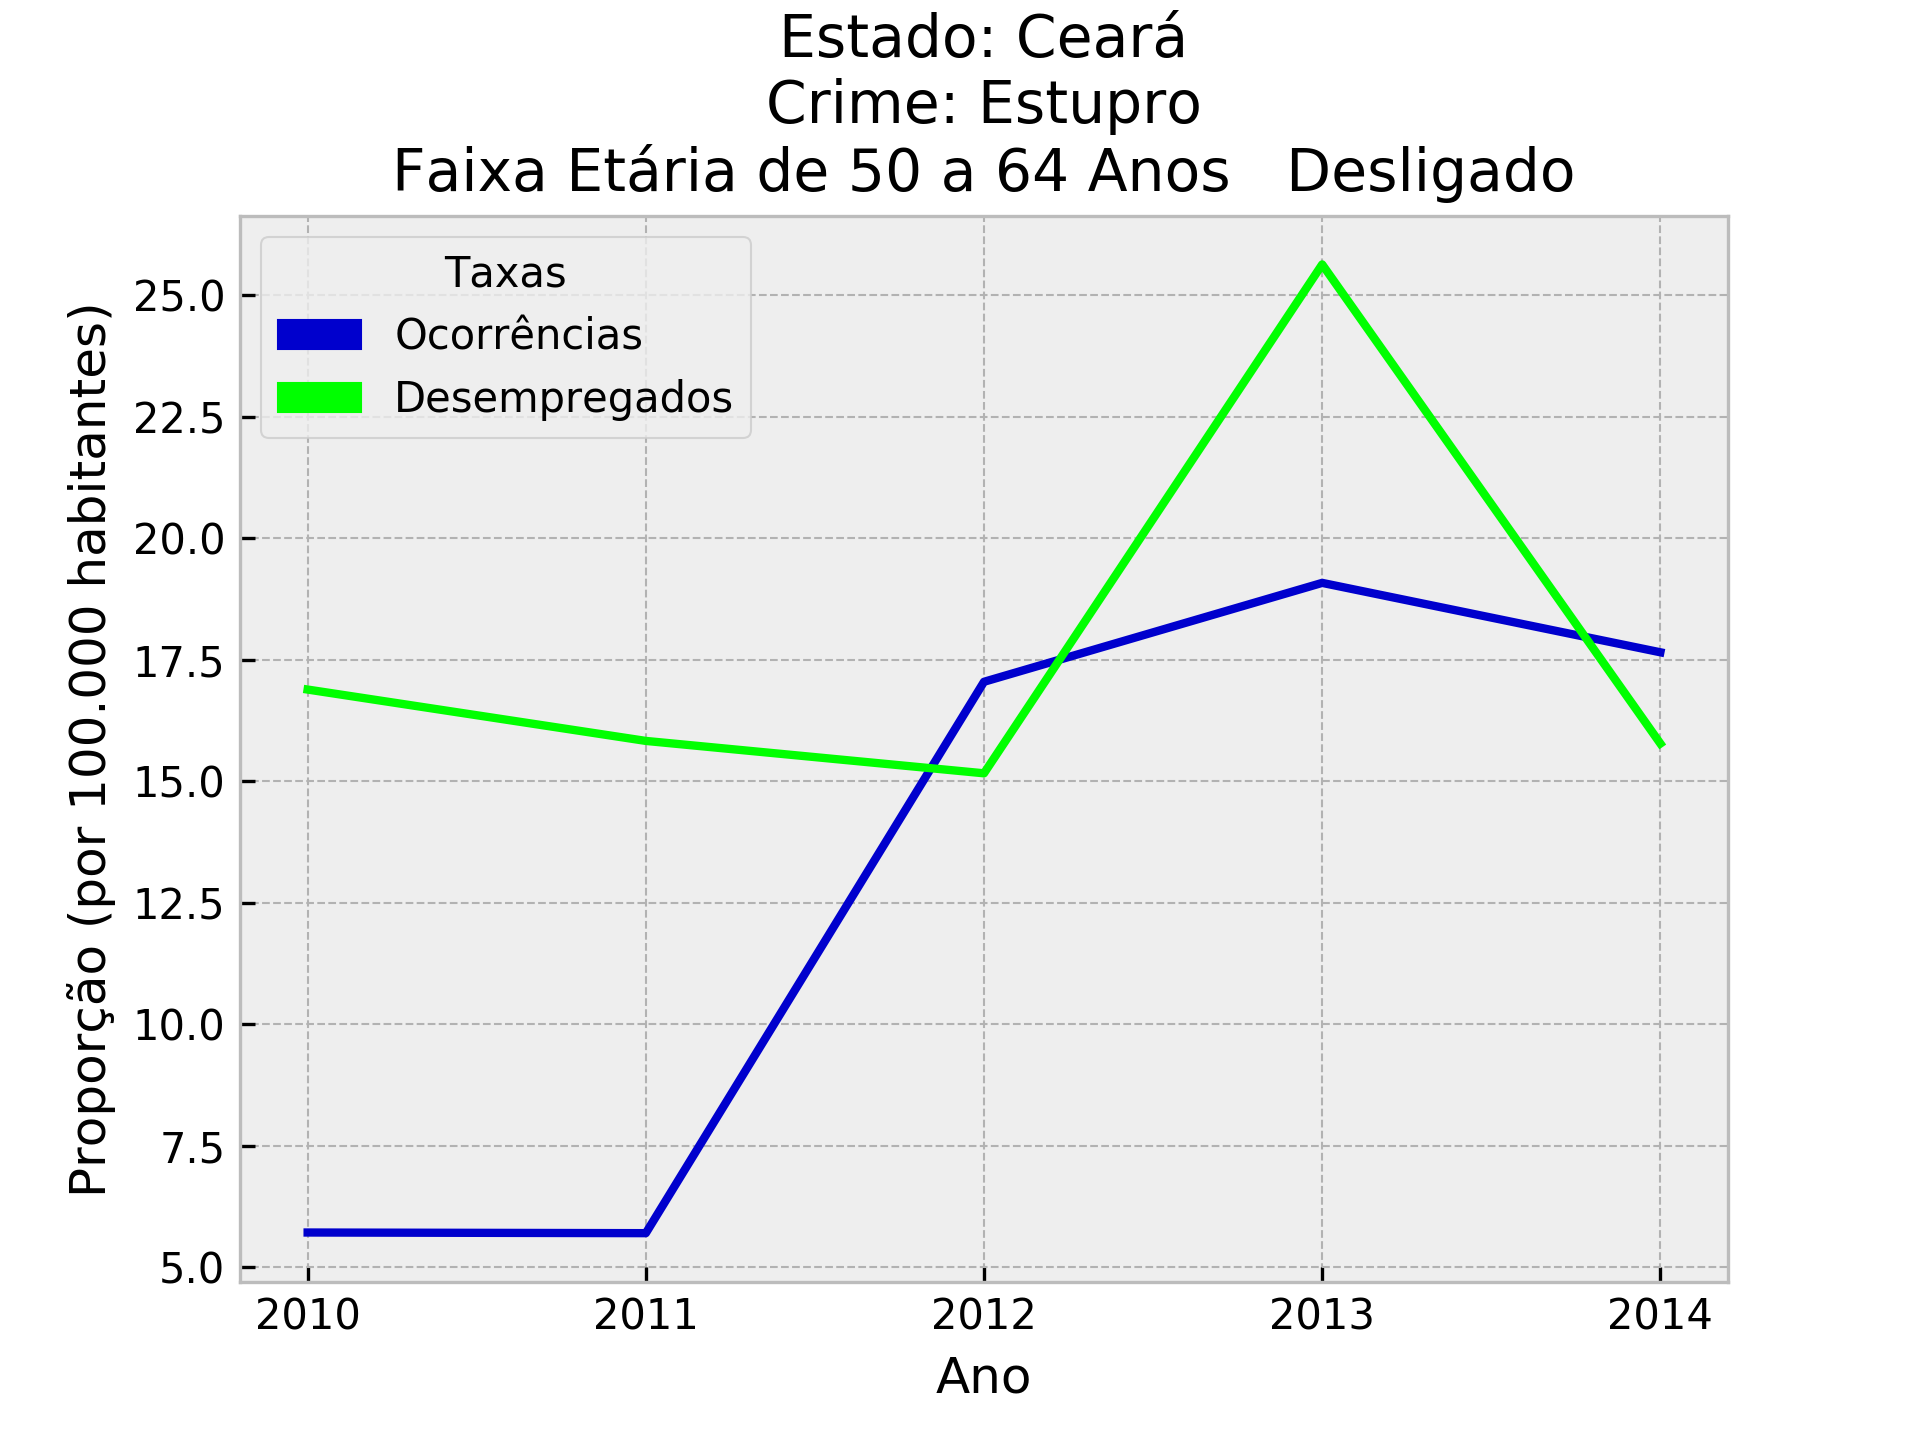 Estado: Ceará
Crime: Estupro
Faixa Etária de 50 a 64 Anos   Desligado
Taxas
Ocorrências
Desempregados
Proporção (por 100.000 habitantes)
25.0
22.5
20.0
17.5
15.0
12.5
10.0
7.5
5.0
2010 2011 2012 2013 2014
Ano